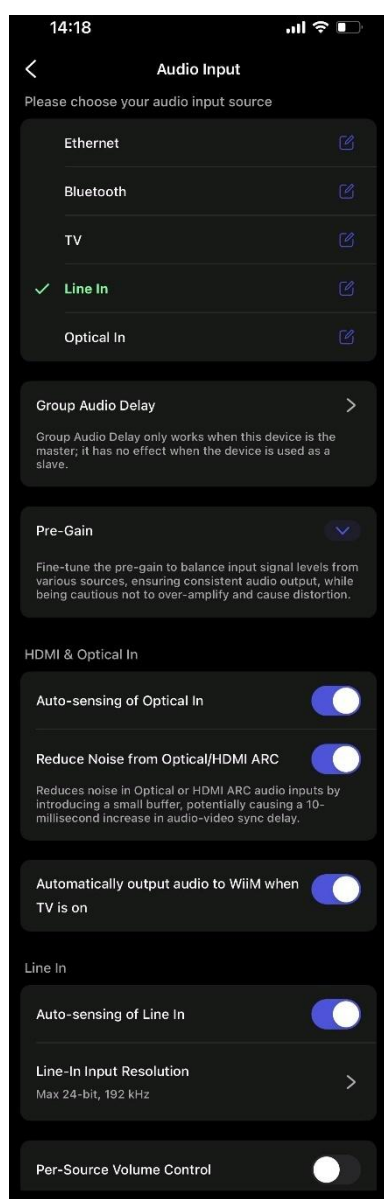 14:18
Audio Input
Please choose your audio input source
Ethernet
Bluetooth
TV
Line In
Optical In
Group Audio Delay
Group Audio Delay only works when this device is the
master; it has no effect when the device is used as a
slave.
Pre-Gain
Fine-tune the pre-gain to balance input signal levels from
various sources, ensuring consistent audio output, while
being cautious not to over-amplify and cause distortion.
HDMI & Optical In
Auto-sensing of Optical In
Reduce Noise from Optical/HDMI ARC
Reduces noise in Optical or HDMI ARC audio inputs by
introducing a small buffer, potentially causing a 10-
millisecond increase in audio-video sync delay.
Automatically output audio to WiiM when
TV is on
Line In
Auto-sensing of Line In
Line-In Input Resolution
Max 24-bit, 192 kHz
Per-Source Volume Control